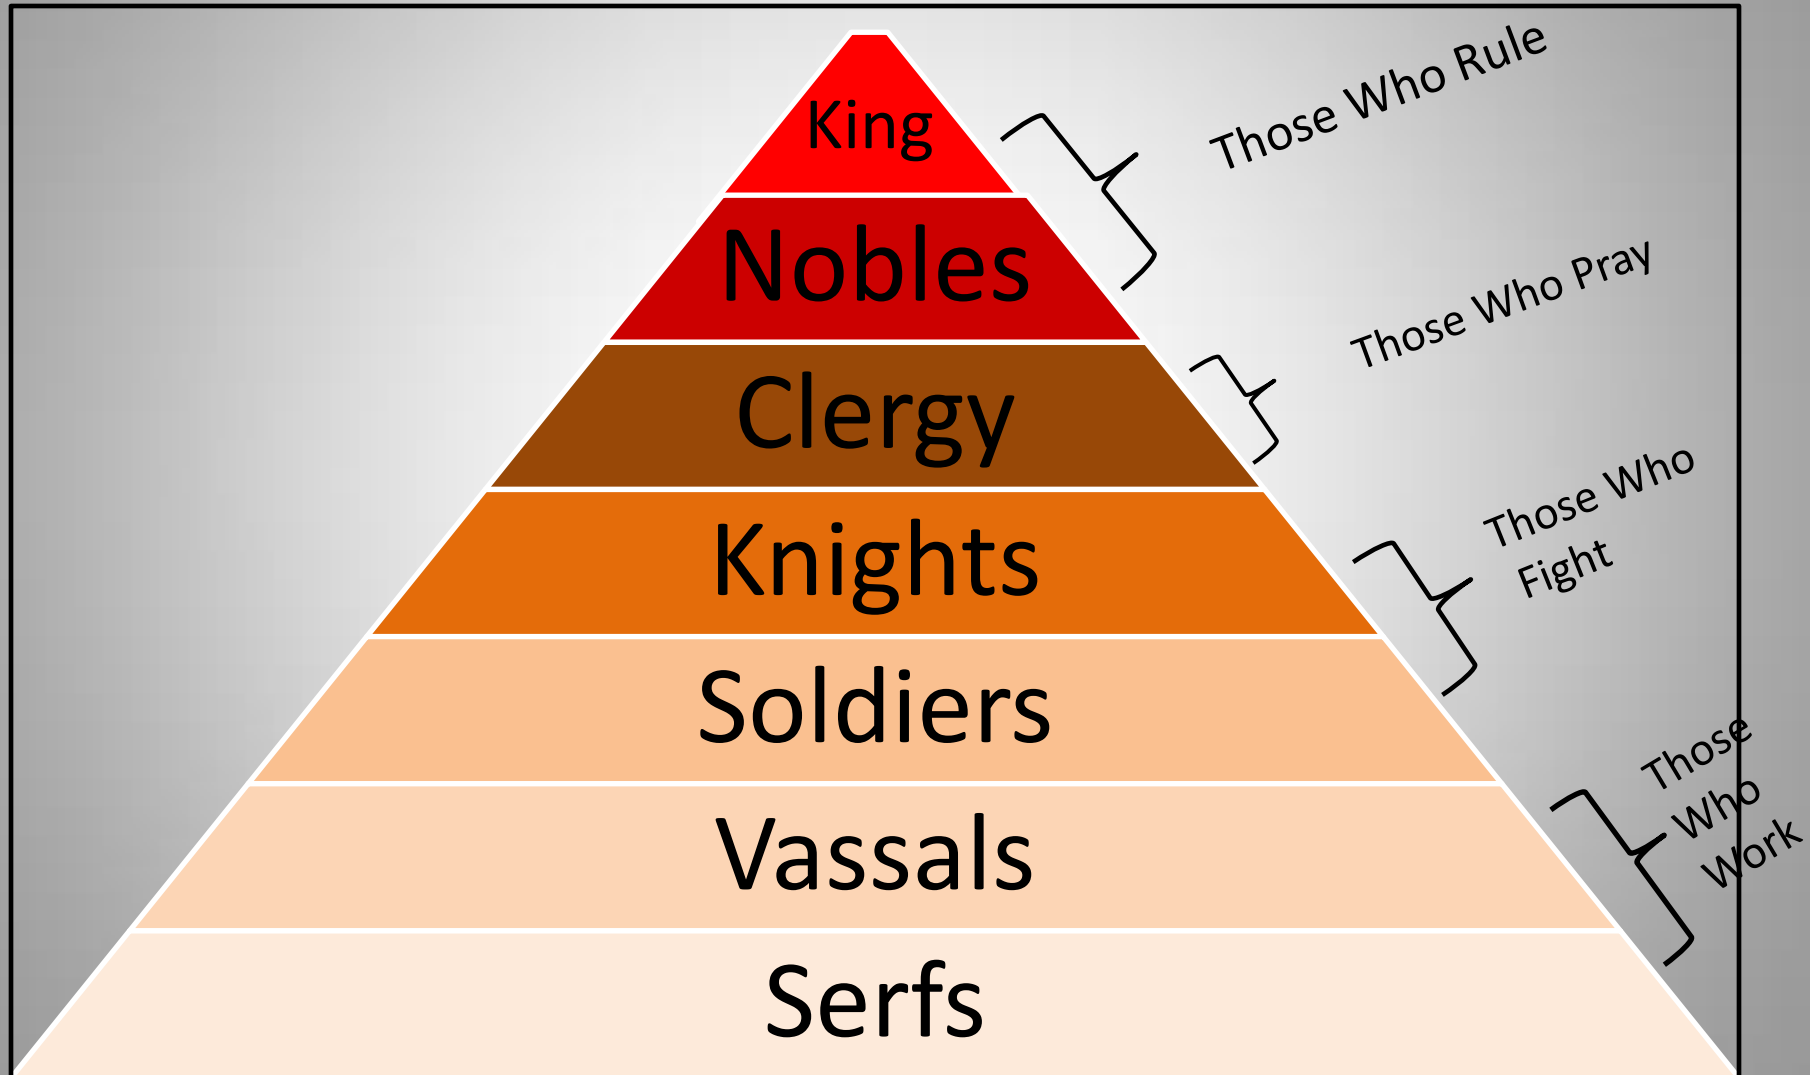 King
Those Who Rule
Nobles
Those Who Pray
Clergy
Those Who
Fight
Knights
Soldiers
Those
Who
Work
Vassals
Serfs